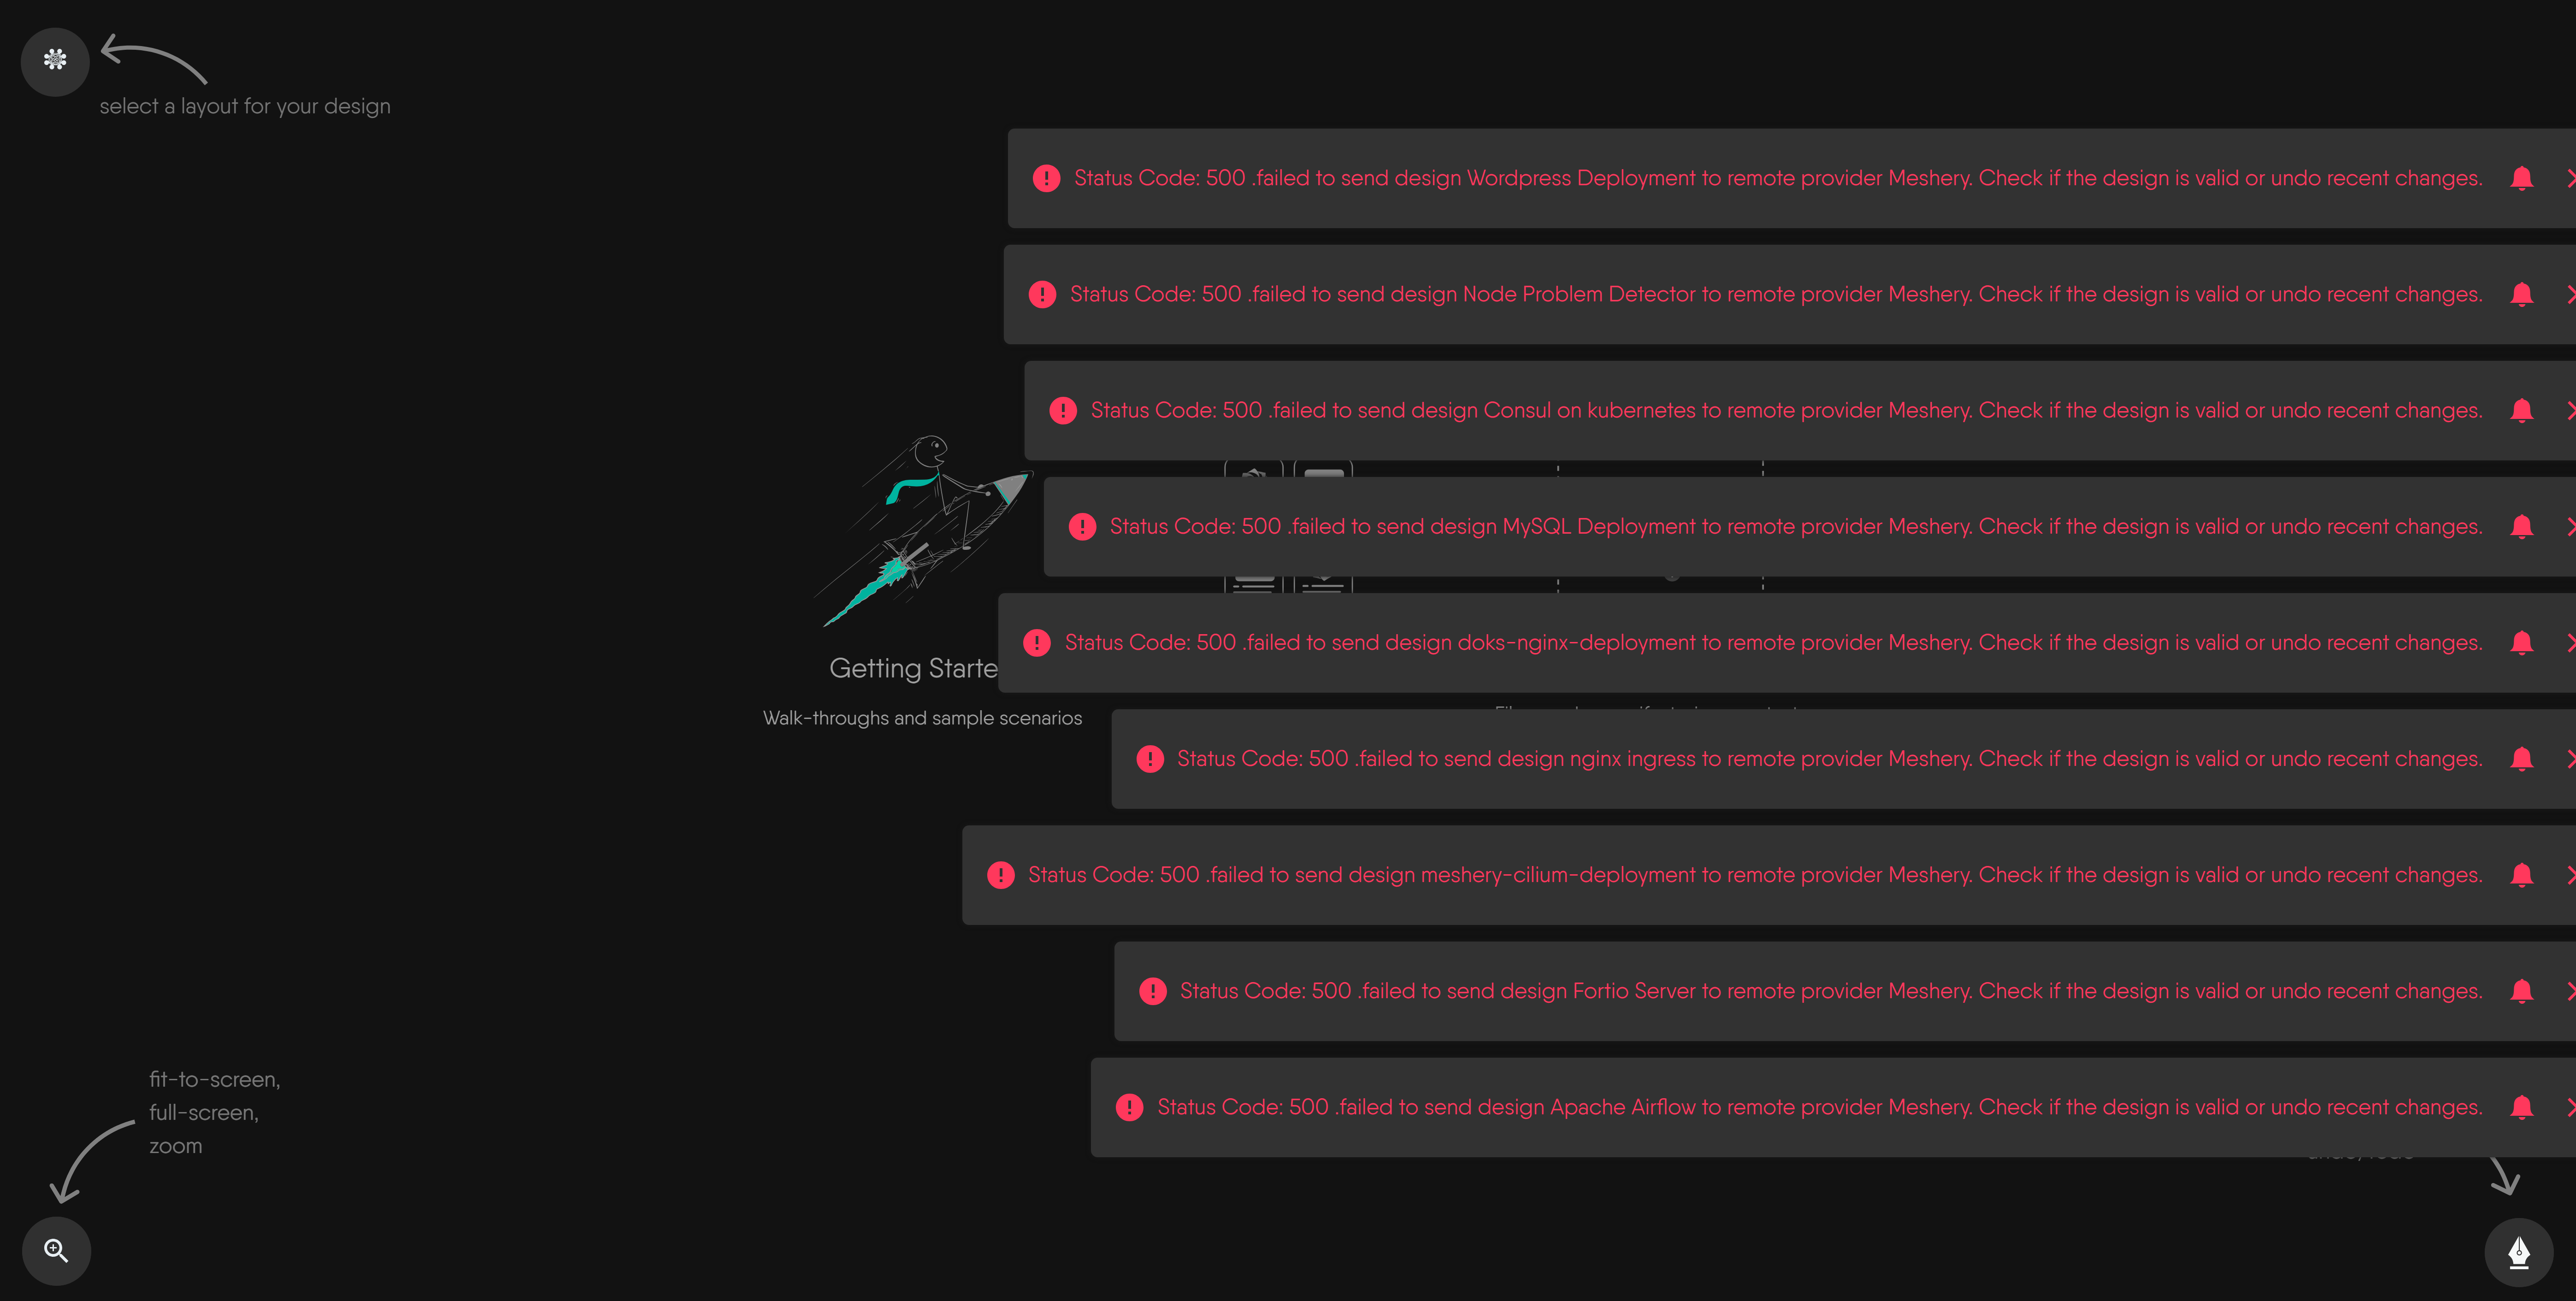 select a layout for your design
Status Code: 500 .failed to send design Wordpress Deployment to remote provider Meshery. Check if the design is valid or undo recent changes.
Status Code: 500 .failed to send design Node Problem Detector to remote provider Meshery. Check if the design is valid or undo recent changes.
Status Code: 500 .failed to send design Consul on kubernetes to remote provider Meshery. Check if the design is valid or undo recent changes.
Status Code: 500 .failed to send design MySQL Deployment to remote provider Meshery. Check if the design is valid or undo recent changes.
Status Code: 500 .failed to send design doks-nginx-deployment to remote provider Meshery. Check if the design is valid or undo recent changes.
Getting Starte
Walk-throughs and sample scenarios
Status Code: 500 .failed to send design nginx ingress to remote provider Meshery. Check if the design is valid or undo recent changes.
Status Code: 500 .failed to send design meshery-cilium-deployment to remote provider Meshery. Check if the design is valid or undo recent changes.
Status Code: 500 .failed to send design Fortio Server to remote provider Meshery. Check if the design is valid or undo recent changes.
Status Code: 500 .failed to send design Apache Airflow to remote provider Meshery. Check if the design is valid or undo recent changes.
fit-to-screen,
full-screen,
zoom